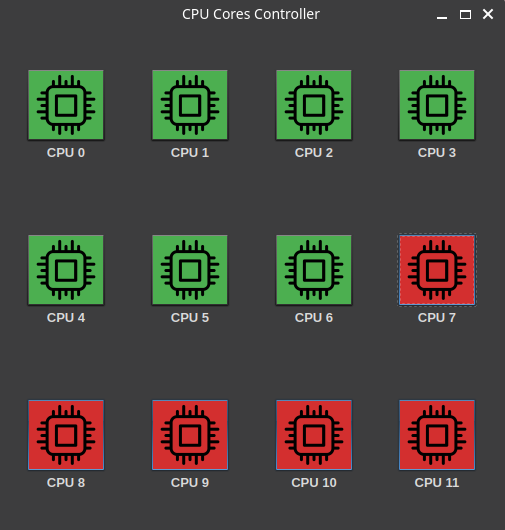 CPU Cores Controller
CPU 0 CPU 1 CPU 2 CPU 3
CPU 4 CPU 5 CPU 6 CPU 7
CPU 8 CPU 9 CPU 10 CPU 11